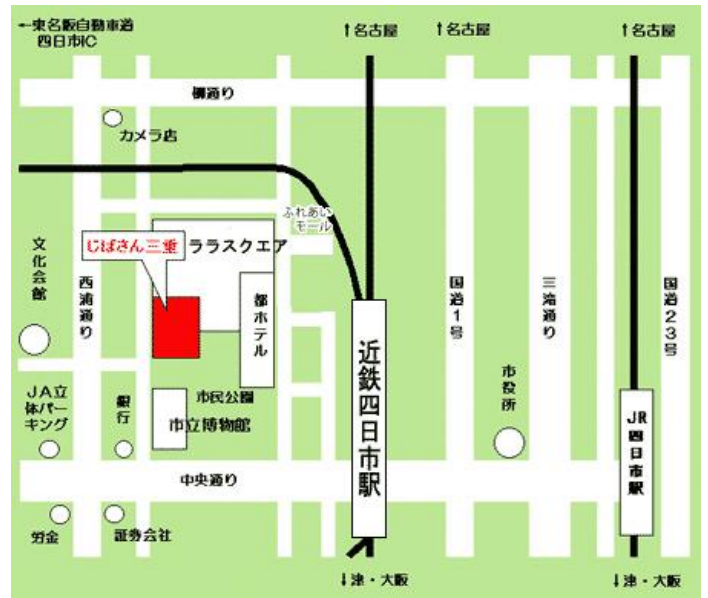 ←東名阪自動車道
四日市IC
↑名古屋
↑名古屋
↑名古屋
柳通り
カメラ店
ふれあい
モール
じばさん三重
ララスクエア
文化会館
西浦通り
都ホテル
近鉄四日市駅
国道1号
三滝通り
国道23号
市役所
JR四日市駅
JA立
体パー
キング
銀行
市民公園
市立博物館
中央通り
労金
証券会社
↓津・大阪
↓津・大阪